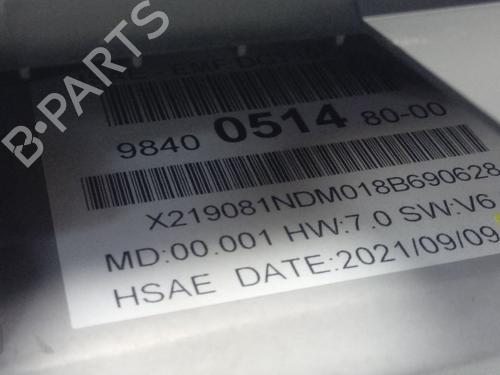 B-PARTS
9840 0514 80-00
X219081NDM018B690628
MD:00.001 HW:7.0 SW:V6
HSAE DATE:2021/09/09